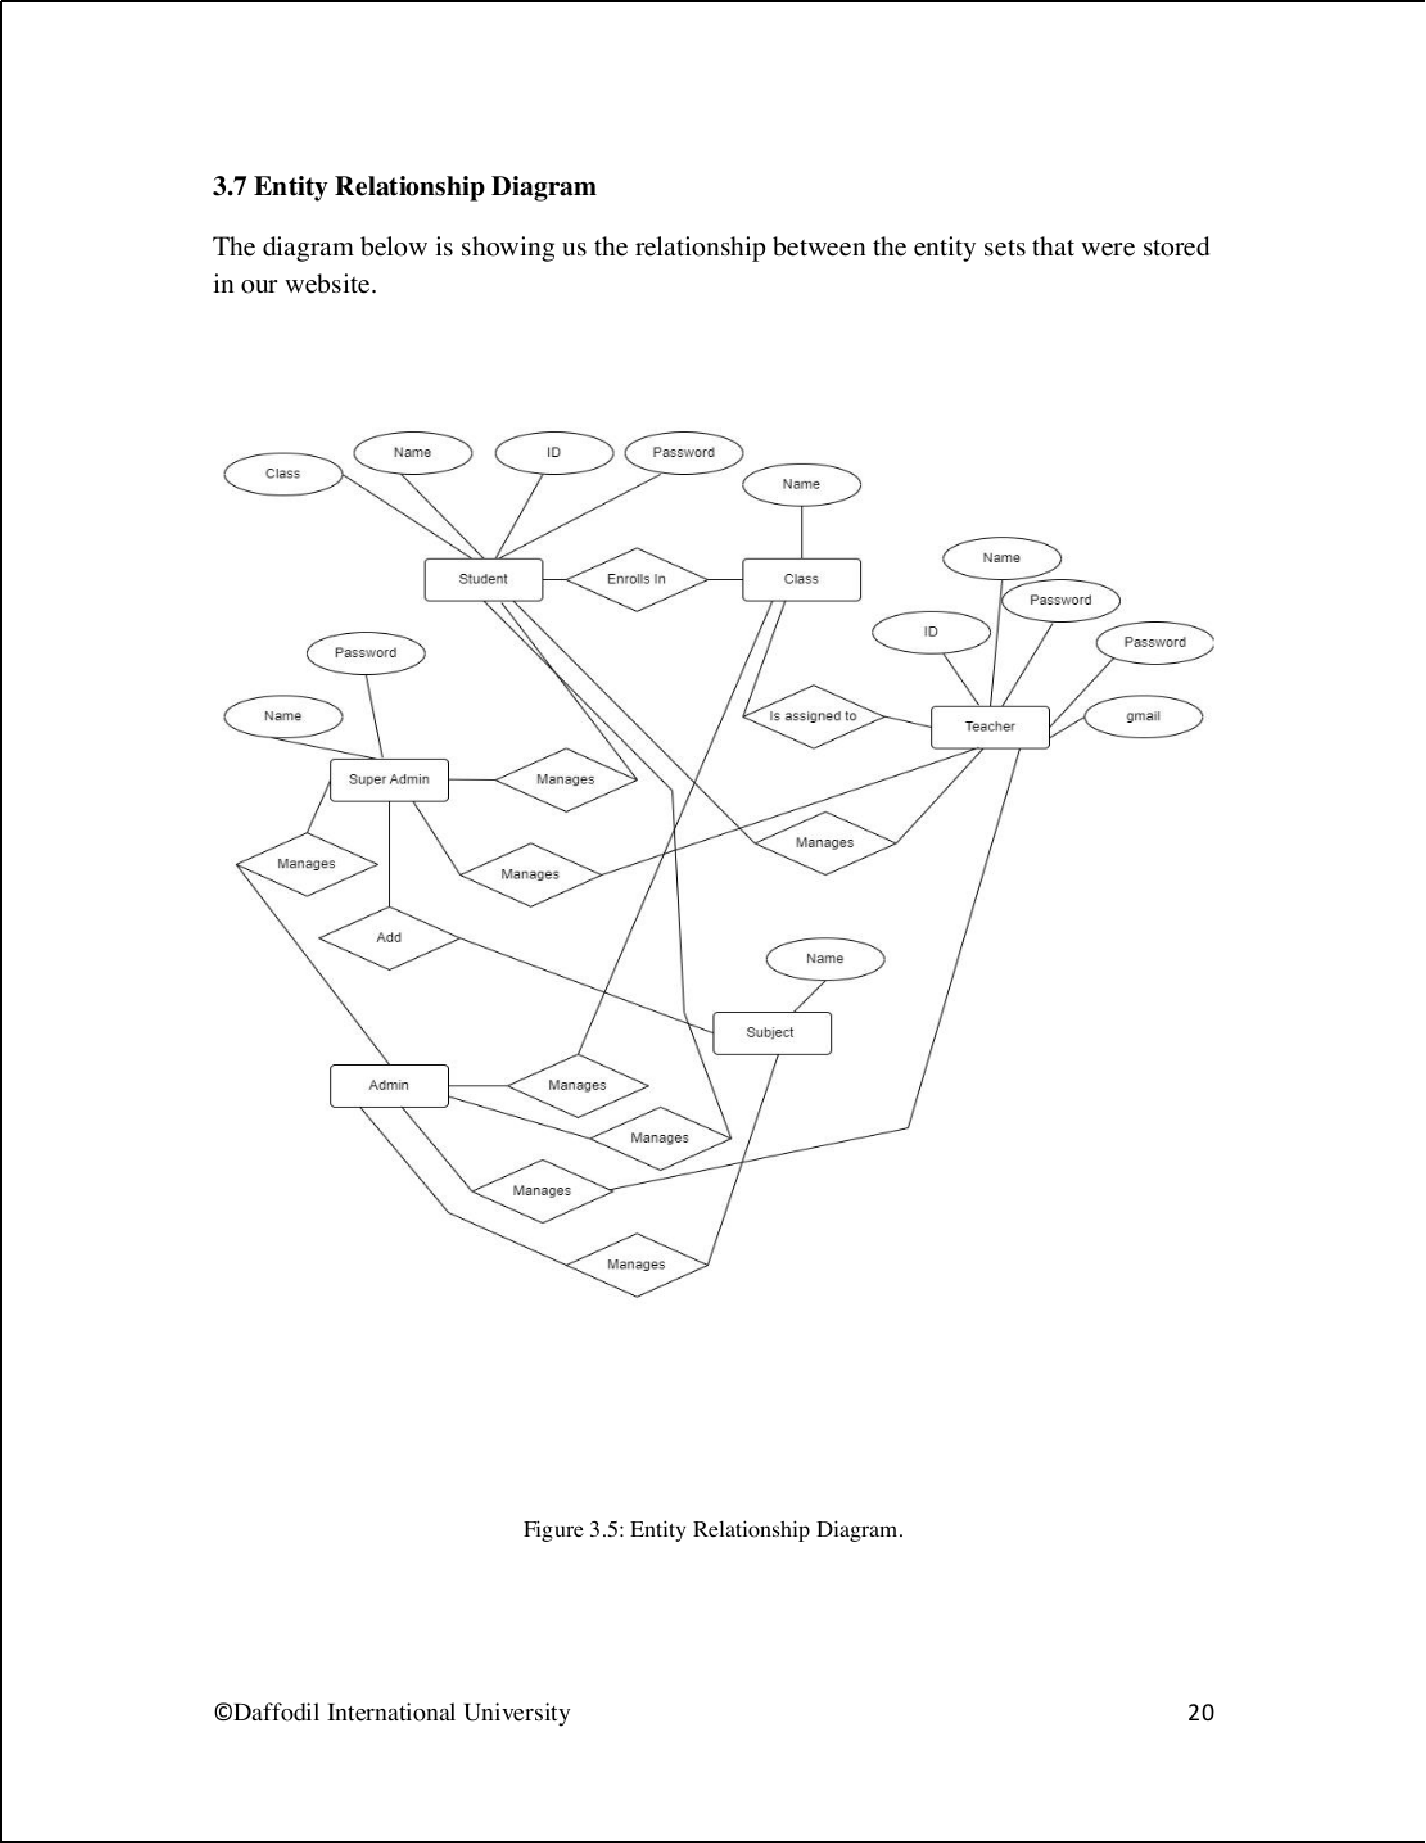 3.7 Entity Relationship Diagram
The diagram below is showing us the relationship between the entity sets that were stored
in our website.
Name
ID
Password
Class
Name
Name
Student
Enrolls In
Class
Password
ID
Password
Password
Name
Is assigned to
gmail
Teacher
Super Admin
Manages
Manages
Manages
Manages
Add
Name
Subject
Admin
Manages
Manages
Manages
Manages
Figure 3.5: Entity Relationship Diagram.
©Daffodil International University 20